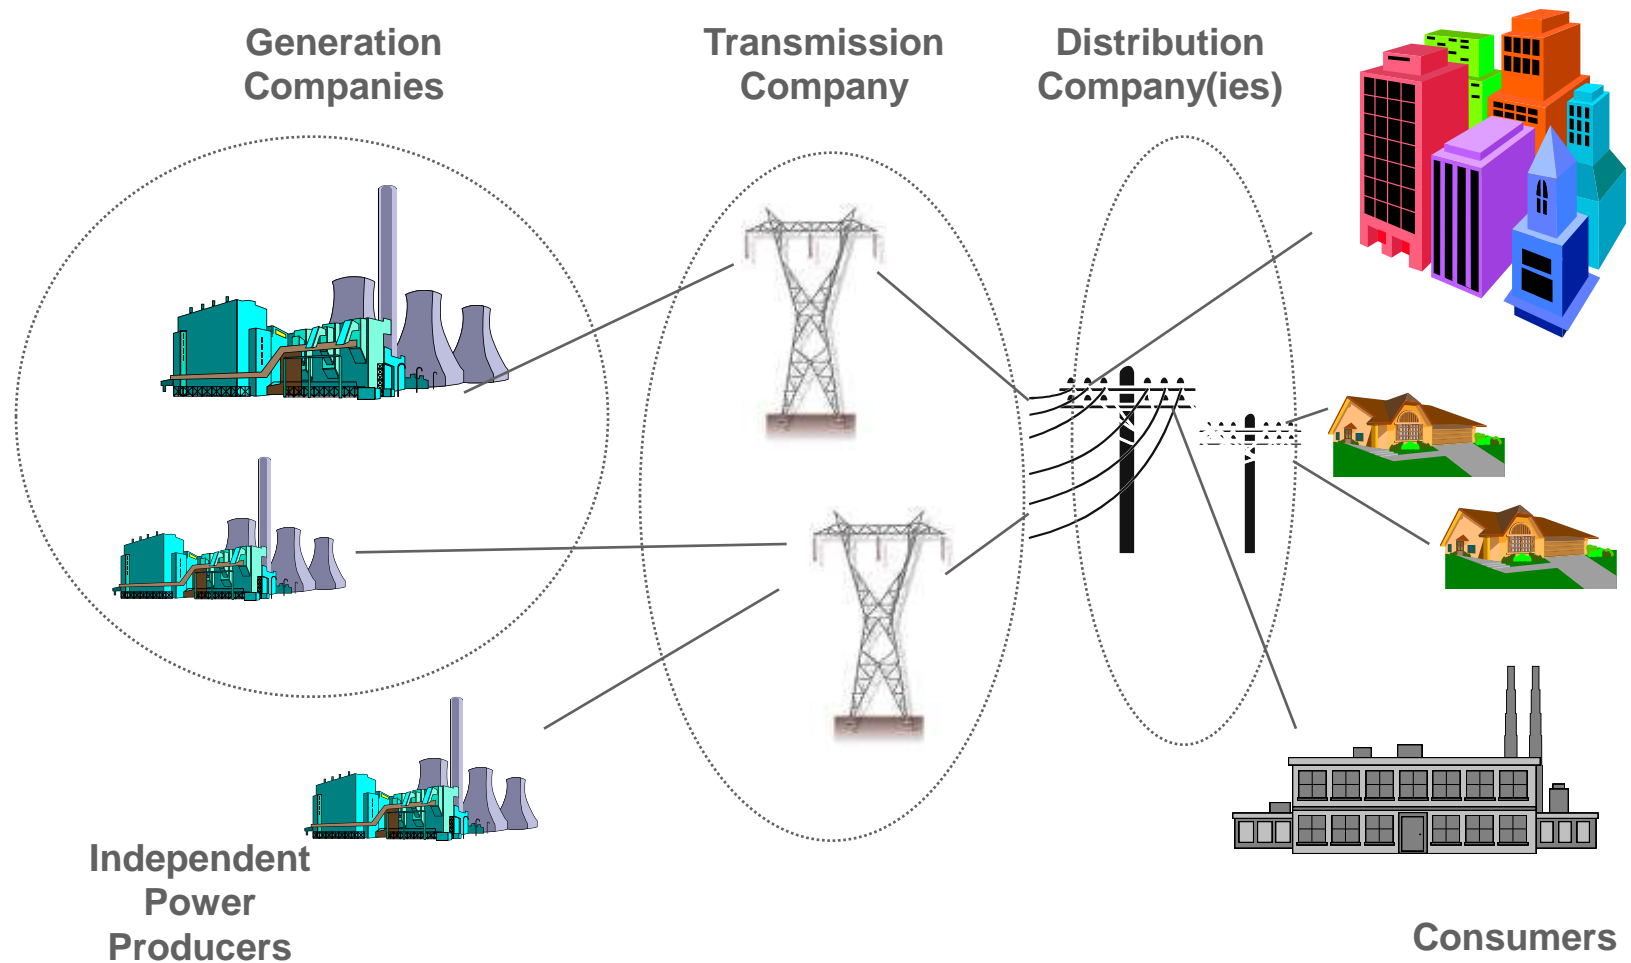 Generation
Companies
Transmission
Company
Distribution
Company(ies)
Independent
Power
Producers
Consumers